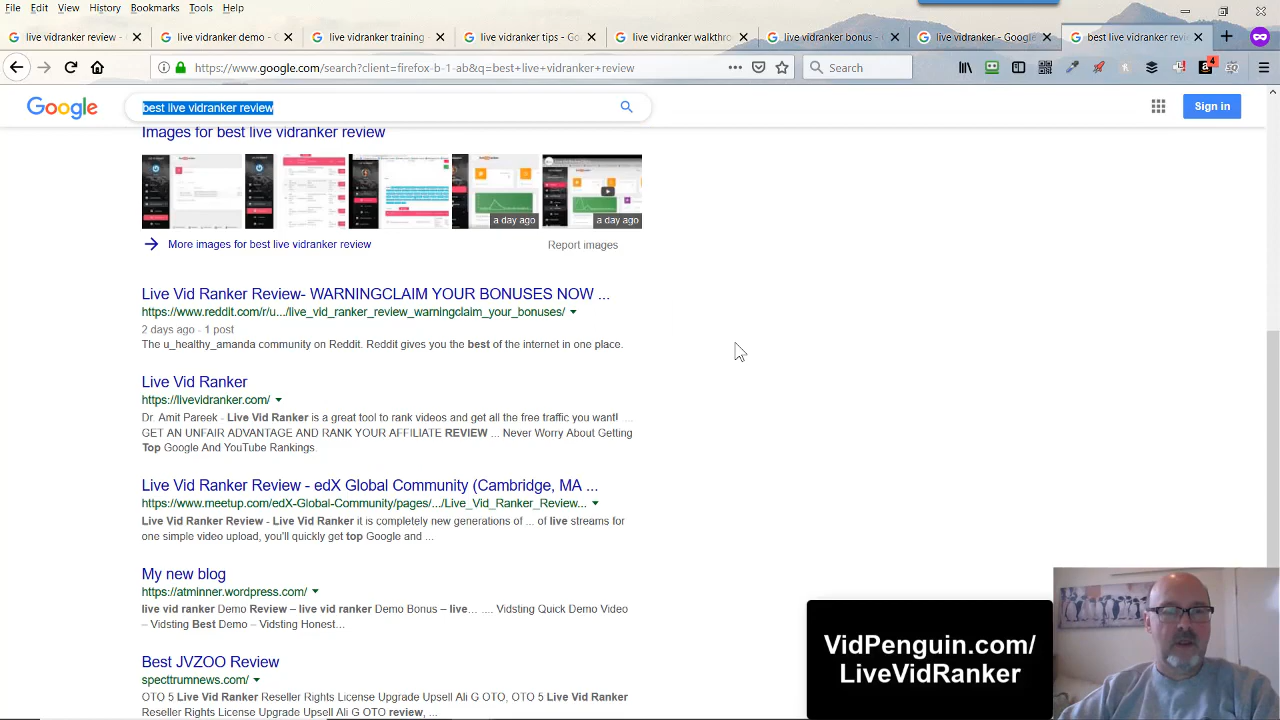 File Edit View History Bookmarks Tools Help
live vidranker review - live vidranker demo - G live vidranker training live vidranker top - Go live vidranker walkthro live vidranker bonus - live vidranker - Google best live vidranker review
https://www.google.com/search?client=firefox-b-1-ab&q=best+live+vidranker+review Search 4
Google best live vidranker review Sign in
Images for best live vidranker review
a day ago a day ago
More images for best live vidranker review Report images
Live Vid Ranker Review- WARNINGCLAIM YOUR BONUSES NOW ...
https://www.reddit.com/r/u.../live_vid_ranker_review_warningclaim_your_bonuses/
2 days ago - 1 post
The u_healthy_amanda community on Reddit. Reddit gives you the best of the internet in one place.
Live Vid Ranker
https://livevidranker.com/
Dr. Amit Pareek - Live Vid Ranker is a great tool to rank videos and get all the free traffic you want! ...
GET AN UNFAIR ADVANTAGE AND RANK YOUR AFFILIATE REVIEW ... Never Worry About Getting
Top Google And YouTube Rankings.
Live Vid Ranker Review - edX Global Community (Cambridge, MA ...
https://www.meetup.com/edX-Global-Community/pages/.../Live_Vid_Ranker_Review...
Live Vid Ranker Review - Live Vid Ranker it is completely new generations of ... of live streams for
one simple video upload, you'll quickly get top Google and ...
My new blog
https://atminner.wordpress.com/
live vid ranker Demo Review – live vid ranker Demo Bonus – live... .... Vidsting Quick Demo Video
– Vidsting Best Demo – Vidsting Honest...
Best JVZOO Review
specttrumnews.com/
OTO 5 Live Vid Ranker Reseller Rights License Upgrade Upsell Ali G OTO, OTO 5 Live Vid Ranker
Reseller Rights License Upgrade Upsell Ali G OTO review, ...
VidPenguin.com/
LiveVidRanker